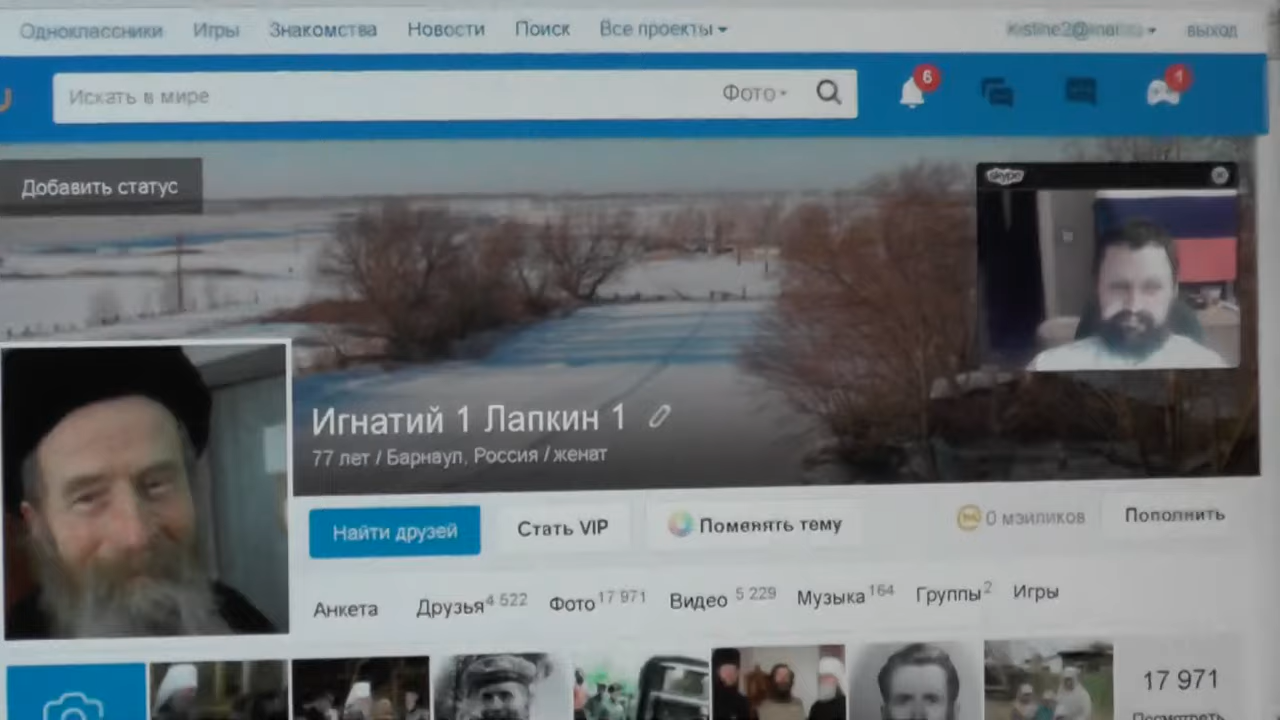 Одноклассники Игры Знакомства Новости Поиск Все проекты выход
Искать в мире Фото 6 1
Добавить статус
skype
Игнатий 1 Лапкин 1
77 лет / Барнаул, Россия / женат
Найти друзей Стать VIP Поменять тему 0 мэйликов Пополнить
Анкета Друзья 4 522 Фото 17 971 Видео 5 229 Музыка 164 Группы 2 Игры
17 971
Посмотреть